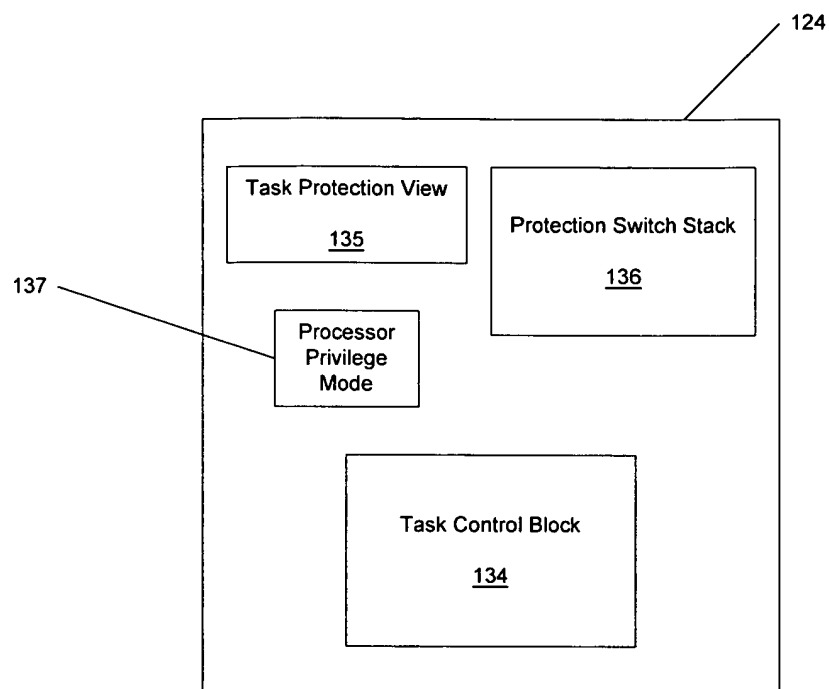 124
Task Protection View
135
Protection Switch Stack
136
137
Processor
Privilege
Mode
Task Control Block
134